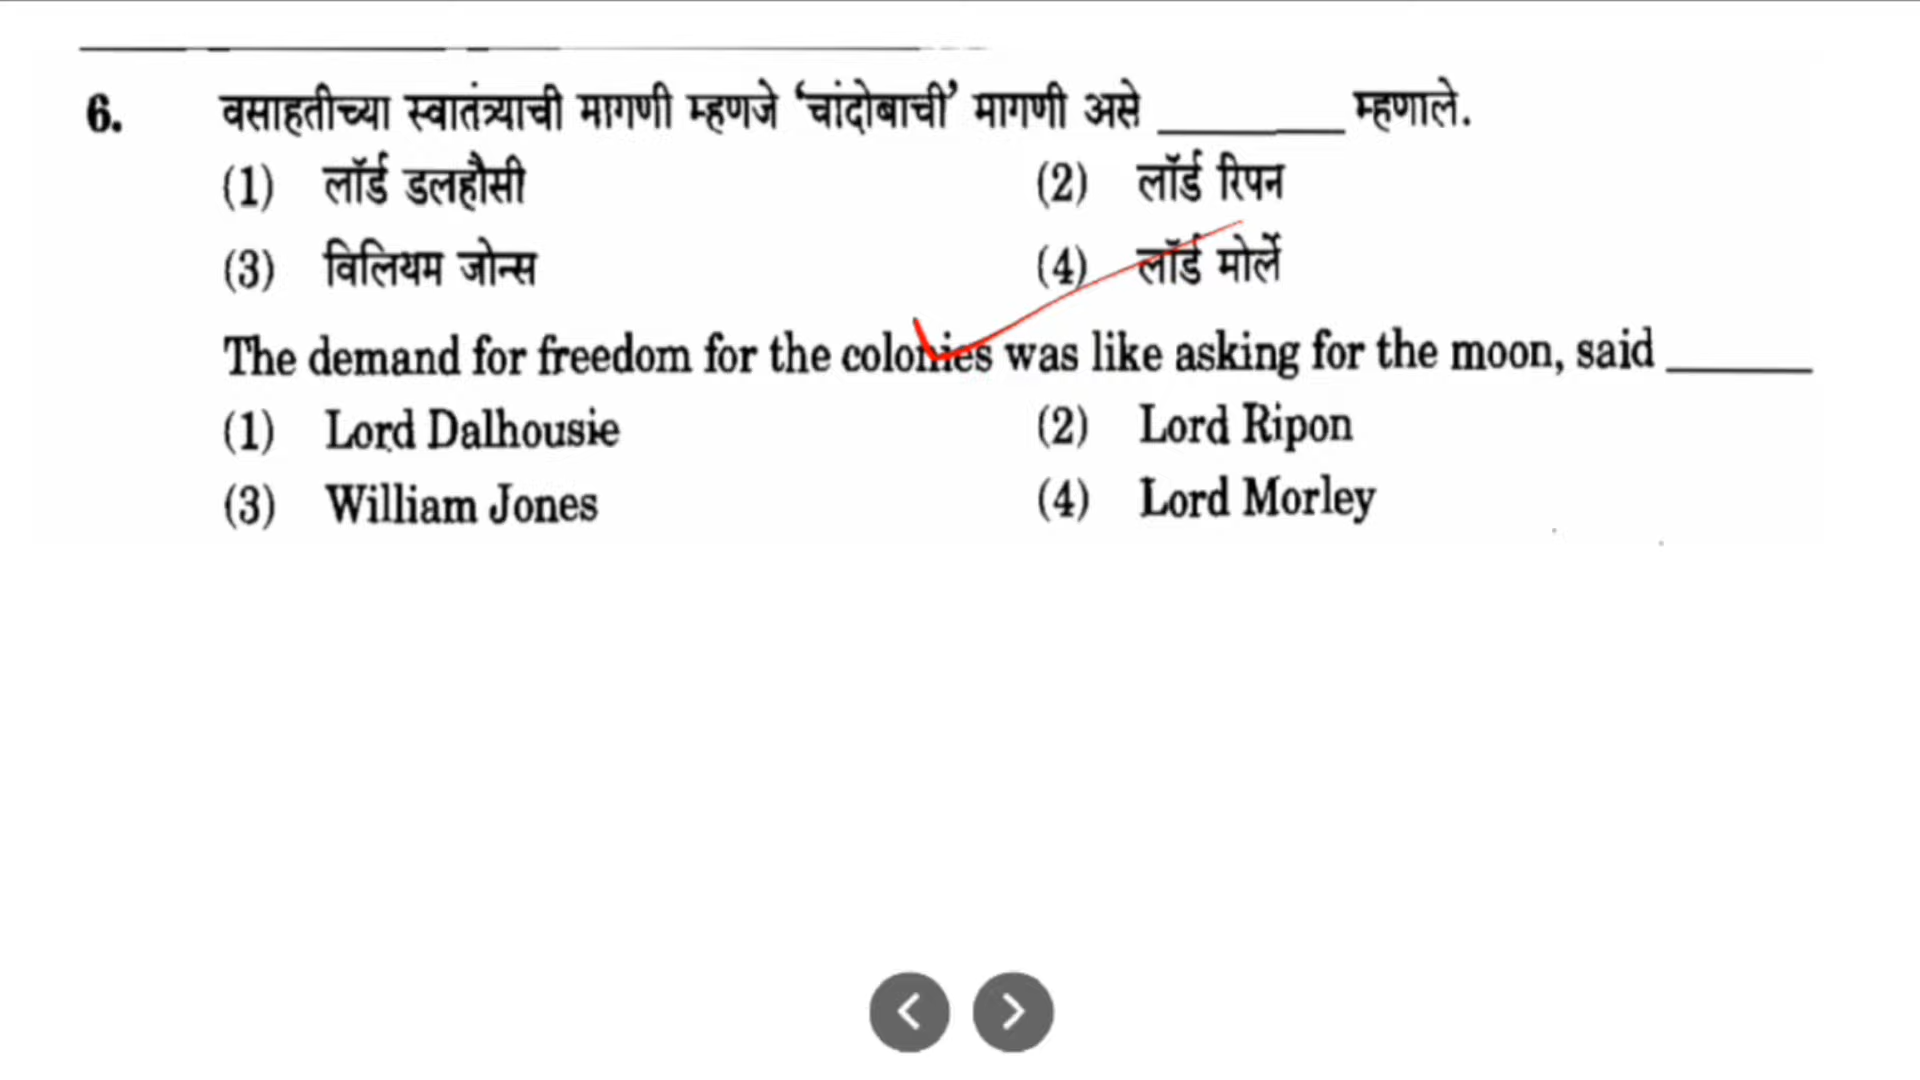 6. वसाहतीच्या स्वातंत्र्याची मागणी म्हणजे ‘चांदोबाची’ मागणी असे ________ म्हणाले.
(1) लॉर्ड डलहौसी (2) लॉर्ड रिपन
(3) विलियम जोन्स (4) लॉर्ड मोर्ले
The demand for freedom for the colonies was like asking for the moon, said ______
(1) Lord Dalhousie (2) Lord Ripon
(3) William Jones (4) Lord Morley